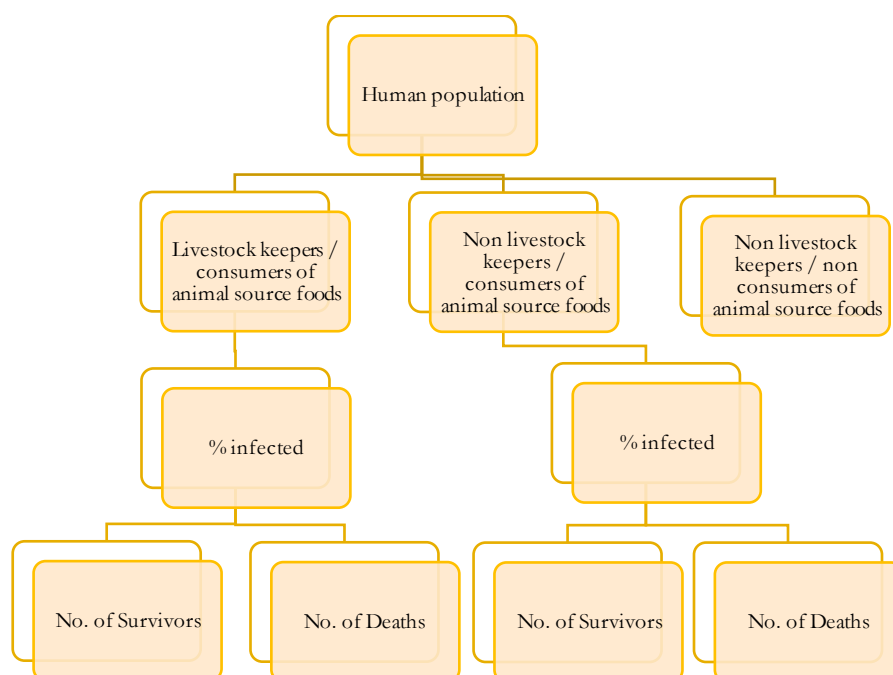 Human population
Livestock keepers /
consumers of
animal source foods
Non livestock
keepers /
consumers of
animal source foods
Non livestock
keepers / non
consumers of
animal source foods
% infected
% infected
No. of Survivors
No. of Deaths
No. of Survivors
No. of Deaths